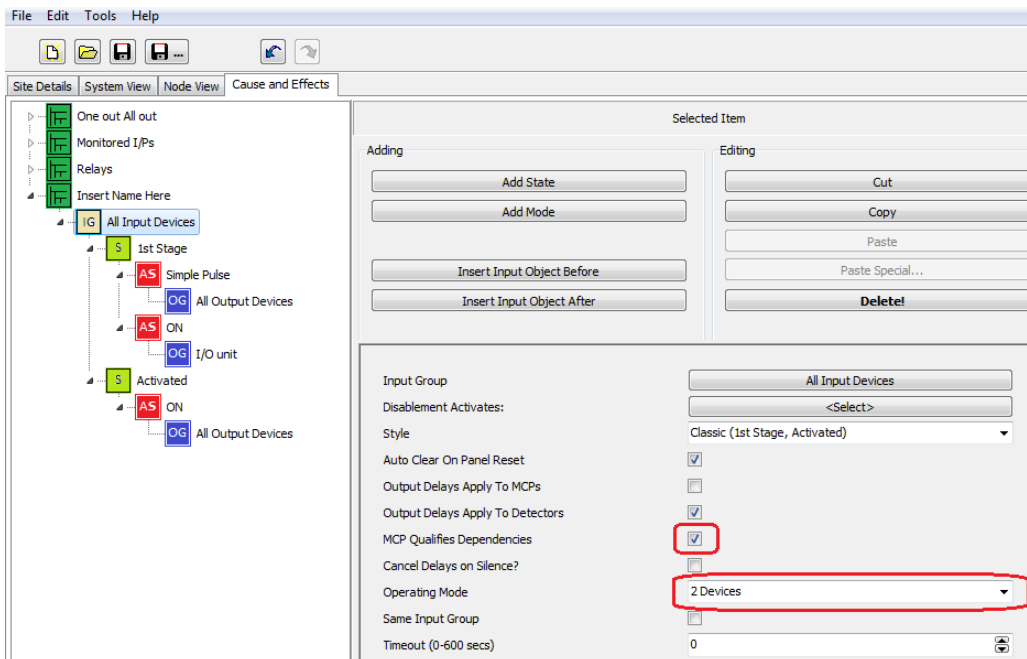 File Edit Tools Help
...
Site Details System View Node View Cause and Effects
One out All out
Monitored I/Ps
Relays
Insert Name Here
IG All Input Devices
S 1st Stage
AS Simple Pulse
OG All Output Devices
AS ON
OG I/O unit
S Activated
AS ON
OG All Output Devices
Selected Item
Adding
Add State
Add Mode
Insert Input Object Before
Insert Input Object After
Editing
Cut
Copy
Paste
Paste Special...
Delete!
Input Group All Input Devices
Disablement Activates: <Select>
Style Classic (1st Stage, Activated)
Auto Clear On Panel Reset
Output Delays Apply To MCPs
Output Delays Apply To Detectors
MCP Qualifies Dependencies
Cancel Delays on Silence?
Operating Mode 2 Devices
Same Input Group
Timeout (0-600 secs) 0